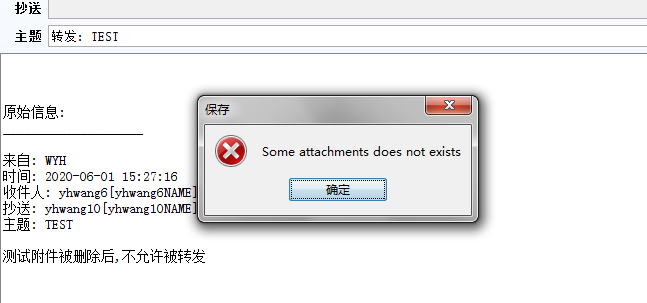 抄送
主题 转发: TEST
原始信息:
____________________
来自: WYH
时间: 2020-06-01 15:27:16
收件人: yhwang6[yhwang6NAME]
抄送: yhwang10[yhwang10NAME]
主题: TEST
测试附件被删除后,不允许被转发
保存
Some attachments does not exists
确定